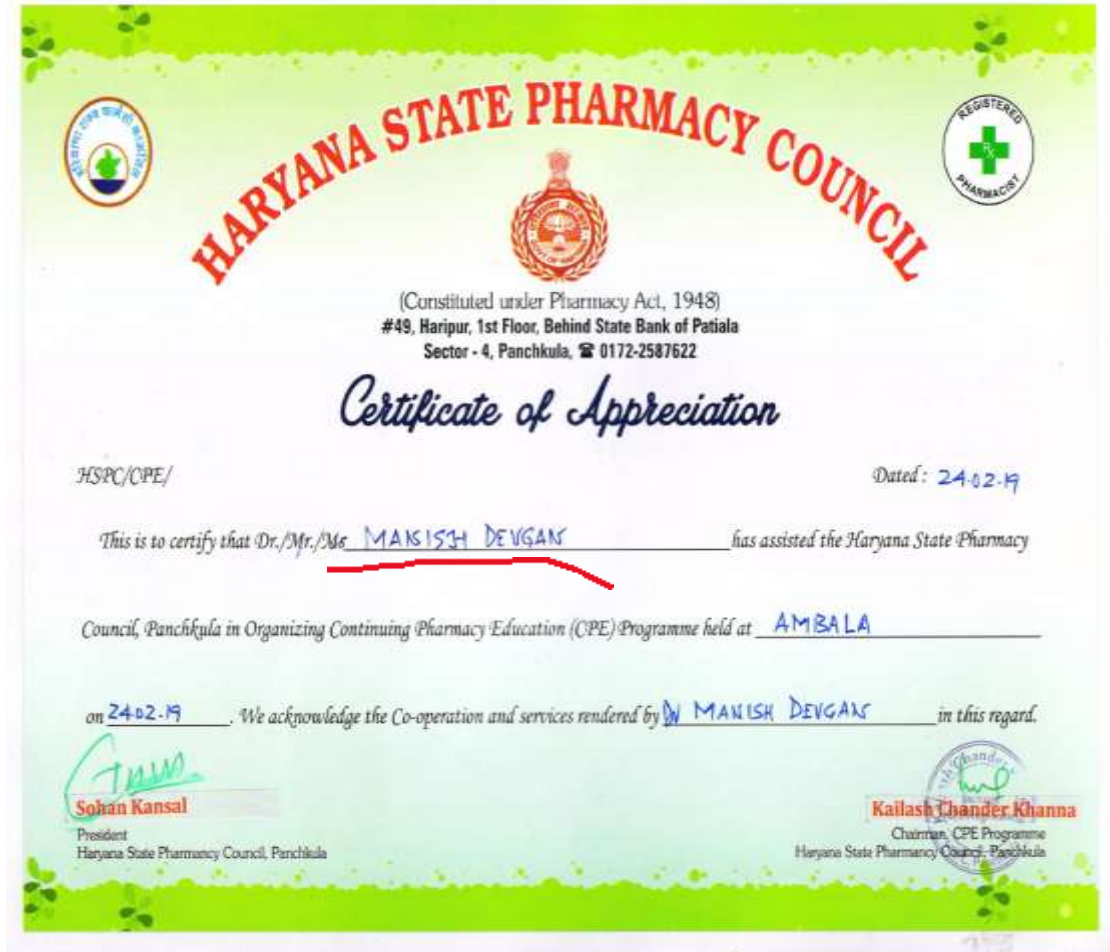 HARYANA STATE PHARMACY COUNCIL
REGISTERED
Rx
PHARMACIST
(Constituted under Pharmacy Act, 1948)
#49, Haripur, 1st Floor, Behind State Bank of Patiala
Sector - 4, Panchkula, ☎ 0172-2587622
Certificate of Appreciation
HSPC/CPE/ Dated : 24.02.19
This is to certify that Dr./Mr./Ms MANISH DEVGAN has assisted the Haryana State Pharmacy
Council, Panchkula in Organizing Continuing Pharmacy Education (CPE) Programme held at AMBALA
on 24.02.19 . We acknowledge the Co-operation and services rendered by Dr MANISH DEVGAN in this regard.
Sohan Kansal
President
Haryana State Pharmancy Council, Panchkula
Kailash Chander Khanna
Chairman, CPE Programme
Haryana State Pharmancy Council, Panchkula